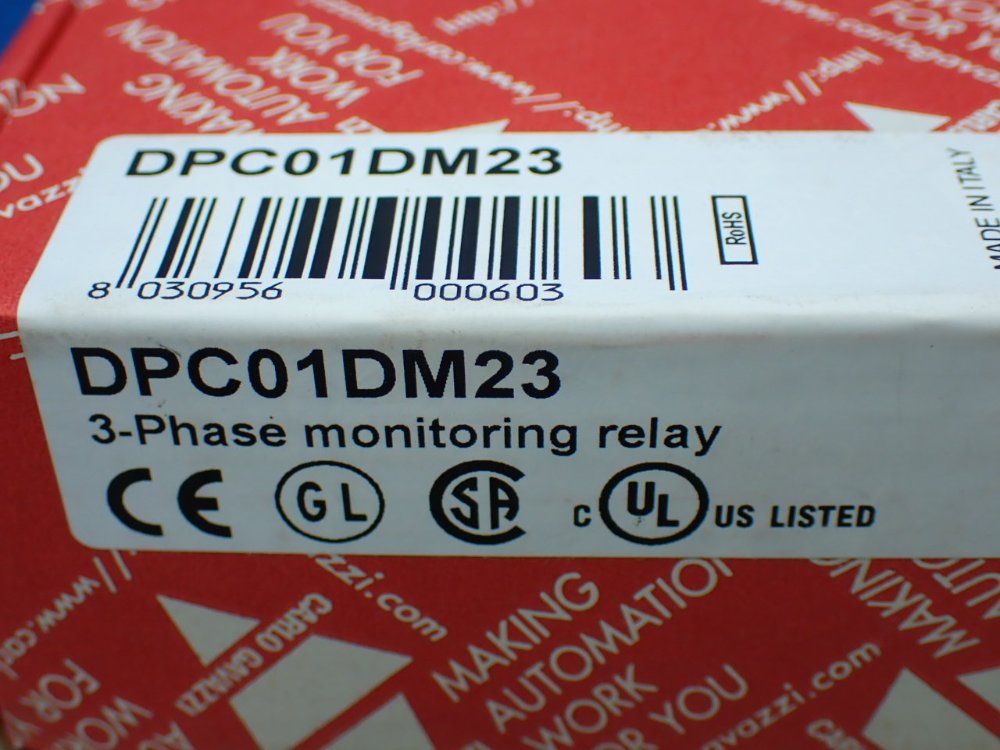 MAKING
AUTOMATION
WORK
FOR YOU
DPC01DM23
RoHS
MADE IN ITALY
8 030956 000603
DPC01DM23
3-Phase monitoring relay
CE GL SA C UL US LISTED
CARLO GAVAZZI
MAKING
AUTOMATION
WORK
FOR YOU